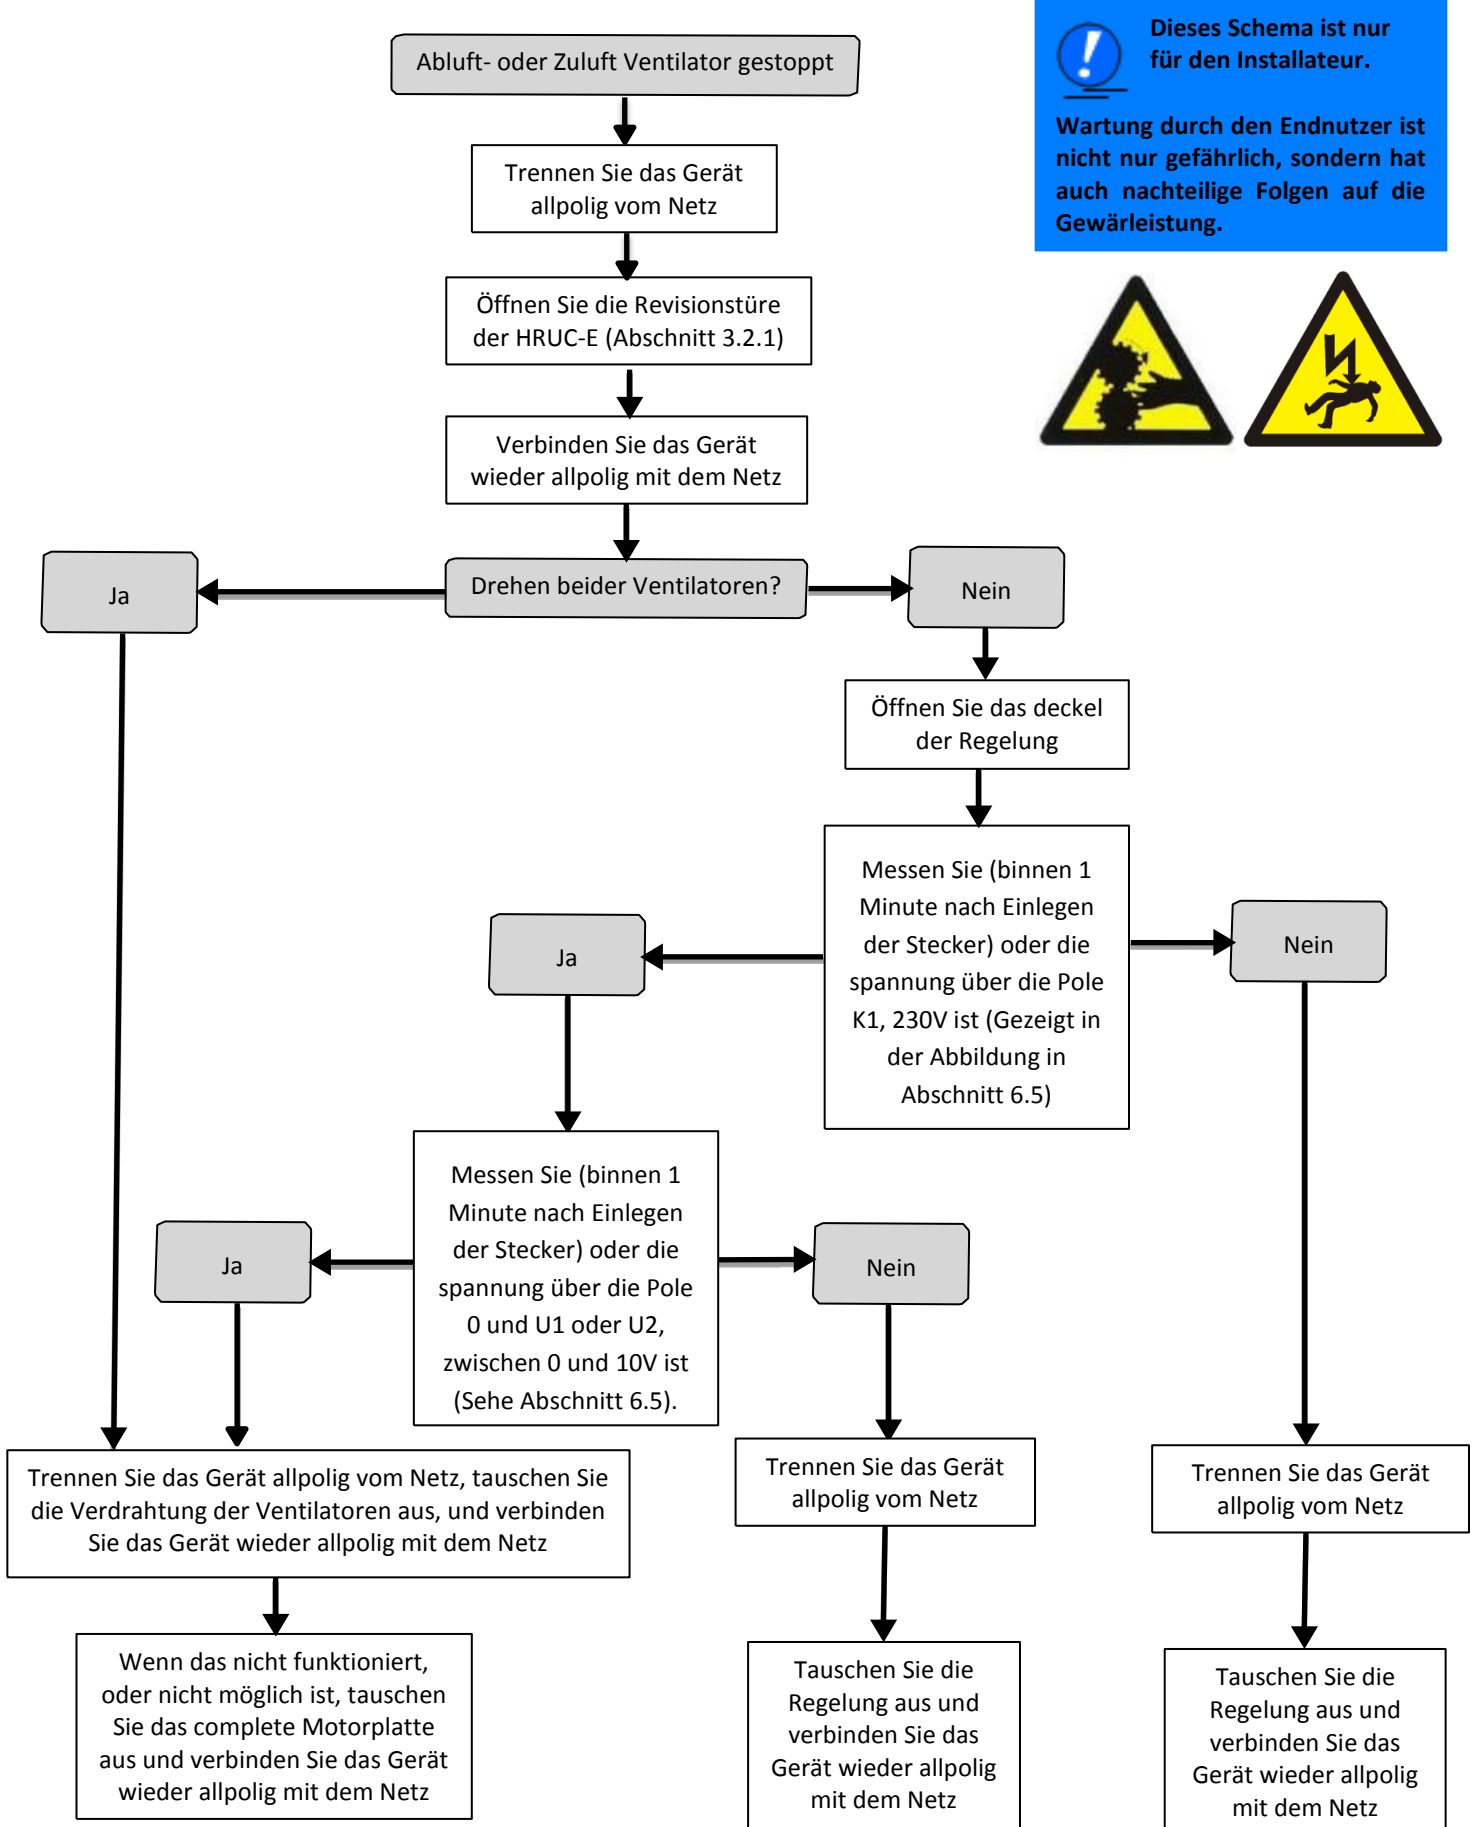 Dieses Schema ist nur
für den Installateur.
Wartung durch den Endnutzer ist
nicht nur gefährlich, sondern hat
auch nachteilige Folgen auf die
Gewärleistung.
Abluft- oder Zuluft Ventilator gestoppt
Trennen Sie das Gerät
allpolig vom Netz
Öffnen Sie die Revisionstüre
der HRUC-E (Abschnitt 3.2.1)
Verbinden Sie das Gerät
wieder allpolig mit dem Netz
Drehen beider Ventilatoren?
Ja
Nein
Öffnen Sie das deckel
der Regelung
Messen Sie (binnen 1
Minute nach Einlegen
der Stecker) oder die
spannung über die Pole
K1, 230V ist (Gezeigt in
der Abbildung in
Abschnitt 6.5)
Ja
Nein
Messen Sie (binnen 1
Minute nach Einlegen
der Stecker) oder die
spannung über die Pole
0 und U1 oder U2,
zwischen 0 und 10V ist
(Sehe Abschnitt 6.5).
Ja
Nein
Trennen Sie das Gerät allpolig vom Netz, tauschen Sie
die Verdrahtung der Ventilatoren aus, und verbinden
Sie das Gerät wieder allpolig mit dem Netz
Trennen Sie das Gerät
allpolig vom Netz
Trennen Sie das Gerät
allpolig vom Netz
Wenn das nicht funktioniert,
oder nicht möglich ist, tauschen
Sie das complete Motorplatte
aus und verbinden Sie das Gerät
wieder allpolig mit dem Netz
Tauschen Sie die
Regelung aus und
verbinden Sie das
Gerät wieder allpolig
mit dem Netz
Tauschen Sie die
Regelung aus und
verbinden Sie das
Gerät wieder allpolig
mit dem Netz